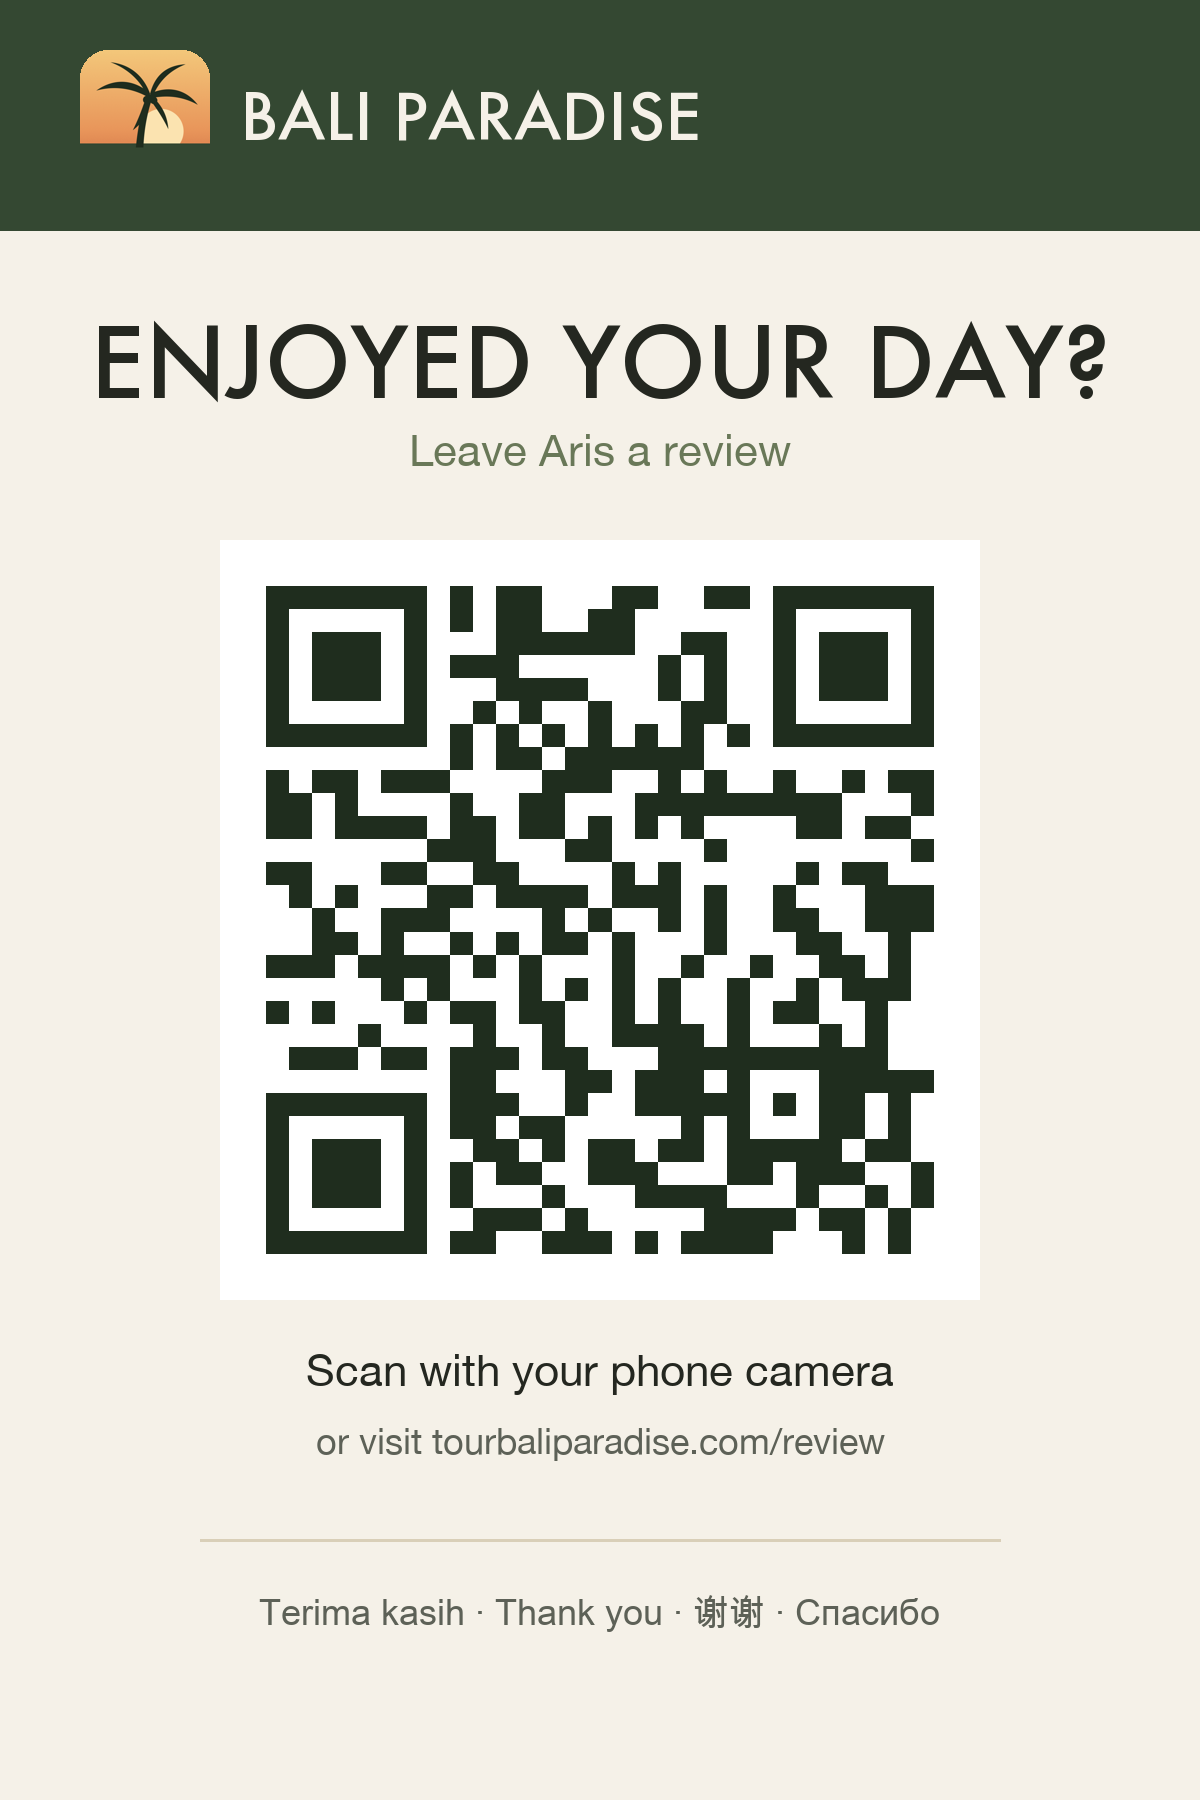 BALI PARADISE
ENJOYED YOUR DAY?
Leave Aris a review
Scan with your phone camera
or visit tourbaliparadise.com/review
Terima kasih · Thank you · 谢谢 · Спасибо